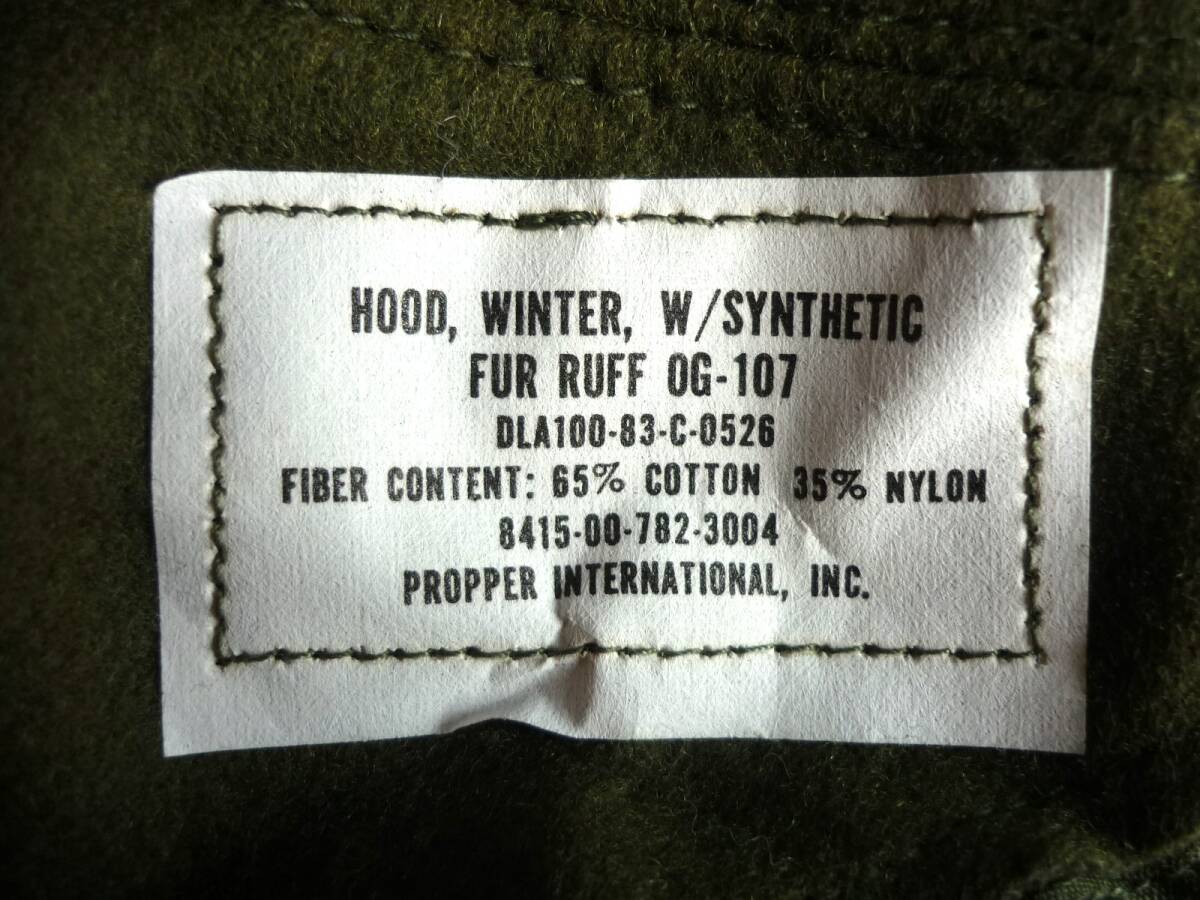 HOOD, WINTER, W/SYNTHETIC
FUR RUFF OG-107
DLA100-83-C-0526
FIBER CONTENT: 65% COTTON 35% NYLON
8415-00-782-3004
PROPPER INTERNATIONAL, INC.